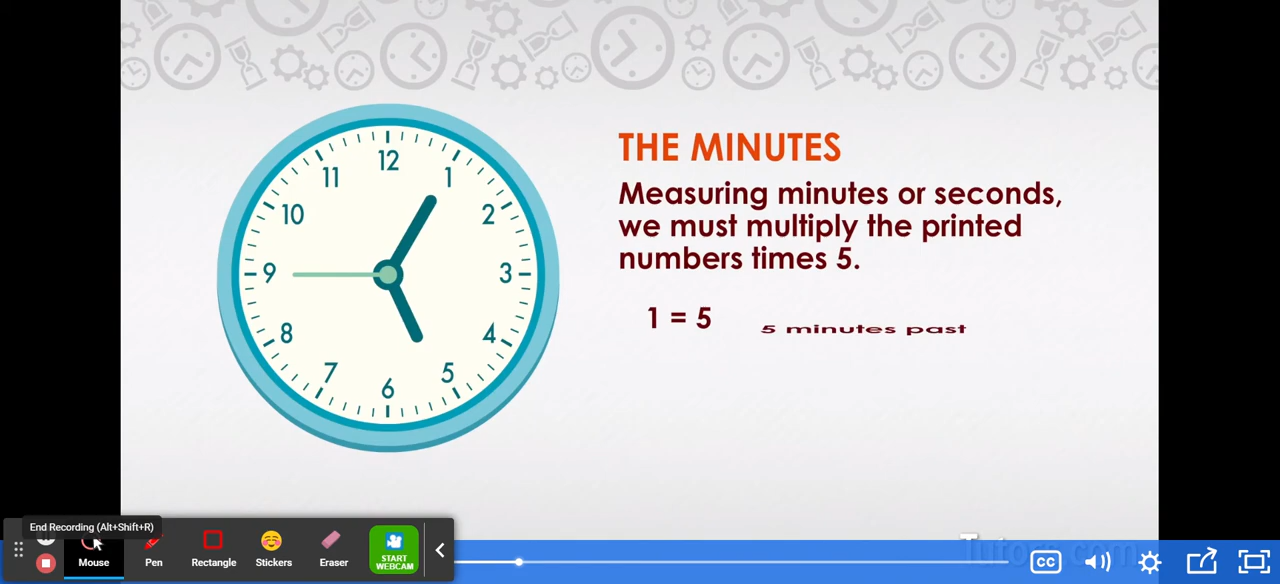 12
11
1
10
2
9
3
8
4
7
5
6
THE MINUTES
Measuring minutes or seconds,
we must multiply the printed
numbers times 5.
1 = 5
5 minutes past
End Recording (Alt+Shift+R)
Mouse
Pen
Rectangle
Stickers
Eraser
START
WEBCAM
Tutors.com
CC